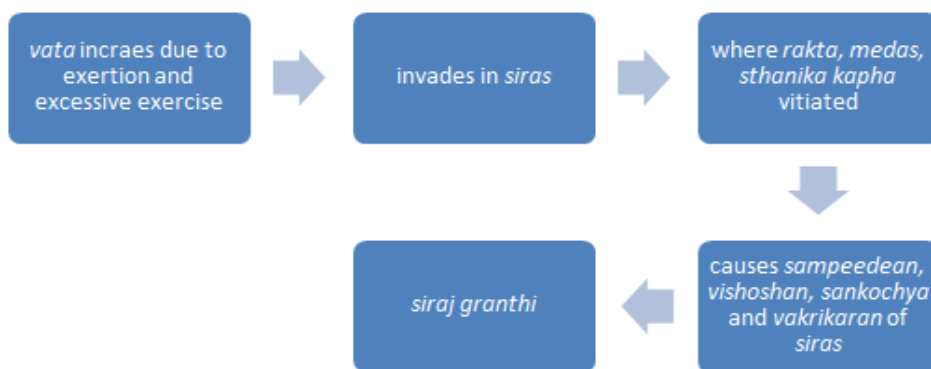 vata incraes due to
exertion and
excessive exercise
invades in siras
where rakta, medas,
sthanika kapha
vitiated
causes sampeedean,
vishoshan, sankochya
and vakrikaran of
siras
siraj granthi